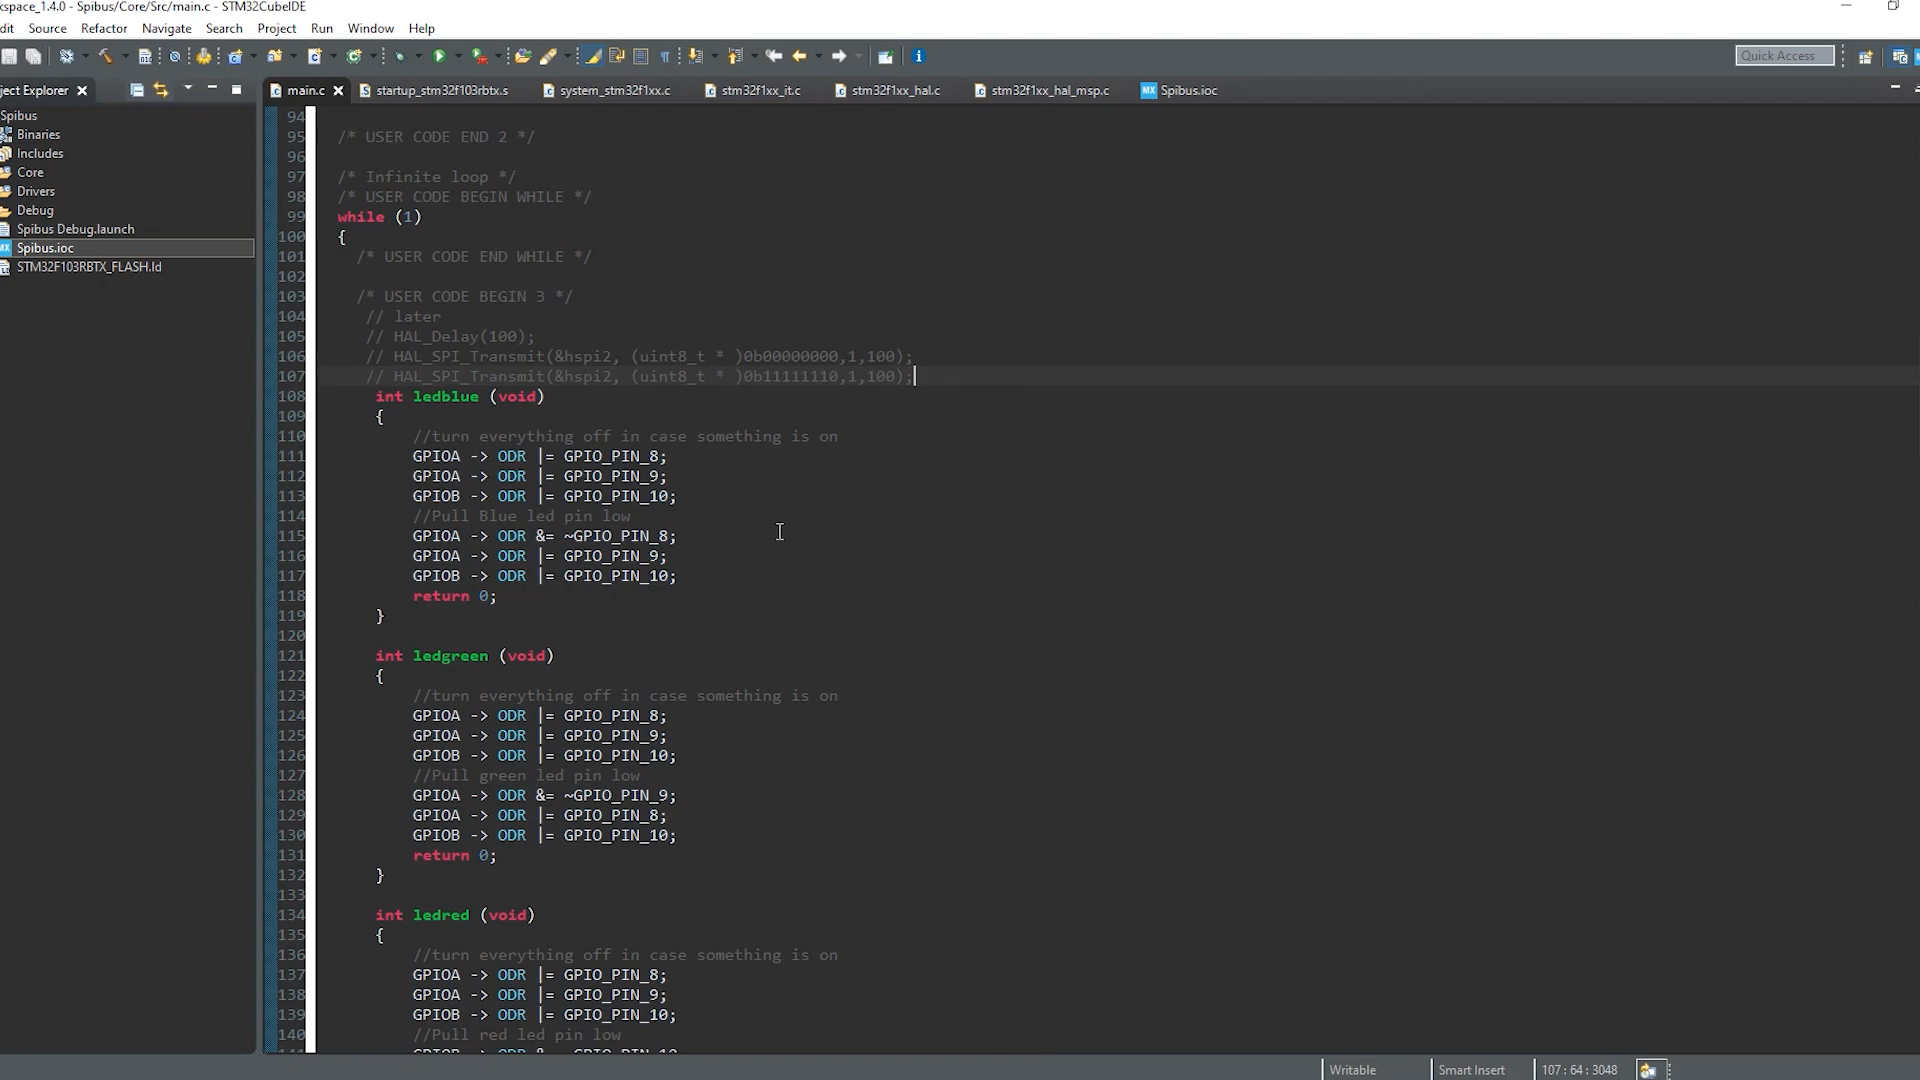 kspace_1.4.0 - Spibus/Core/Src/main.c - STM32CubeIDE
dit Source Refactor Navigate Search Project Run Window Help
Quick Access
ject Explorer
main.c startup_stm32f103rbtx.s system_stm32f1xx.c stm32f1xx_it.c stm32f1xx_hal.c stm32f1xx_hal_msp.c MX Spibus.ioc
Spibus
Binaries
Includes
Core
Drivers
Debug
Spibus Debug.launch
MX Spibus.ioc
STM32F103RBTX_FLASH.ld
94
95 /* USER CODE END 2 */
96
97 /* Infinite loop */
98 /* USER CODE BEGIN WHILE */
99 while (1)
100 {
101 /* USER CODE END WHILE */
102
103 /* USER CODE BEGIN 3 */
104 // later
105 // HAL_Delay(100);
106 // HAL_SPI_Transmit(&hspi2, (uint8_t * )0b00000000,1,100);
107 // HAL_SPI_Transmit(&hspi2, (uint8_t * )0b11111110,1,100);
108 int ledblue (void)
109 {
110 //turn everything off in case something is on
111 GPIOA -> ODR |= GPIO_PIN_8;
112 GPIOA -> ODR |= GPIO_PIN_9;
113 GPIOB -> ODR |= GPIO_PIN_10;
114 //Pull Blue led pin low
115 GPIOA -> ODR &= ~GPIO_PIN_8;
116 GPIOA -> ODR |= GPIO_PIN_9;
117 GPIOB -> ODR |= GPIO_PIN_10;
118 return 0;
119 }
120
121 int ledgreen (void)
122 {
123 //turn everything off in case something is on
124 GPIOA -> ODR |= GPIO_PIN_8;
125 GPIOA -> ODR |= GPIO_PIN_9;
126 GPIOB -> ODR |= GPIO_PIN_10;
127 //Pull green led pin low
128 GPIOA -> ODR &= ~GPIO_PIN_9;
129 GPIOA -> ODR |= GPIO_PIN_8;
130 GPIOB -> ODR |= GPIO_PIN_10;
131 return 0;
132 }
133
134 int ledred (void)
135 {
136 //turn everything off in case something is on
137 GPIOA -> ODR |= GPIO_PIN_8;
138 GPIOA -> ODR |= GPIO_PIN_9;
139 GPIOB -> ODR |= GPIO_PIN_10;
140 //Pull red led pin low
Writable Smart Insert 107 : 64 : 3048